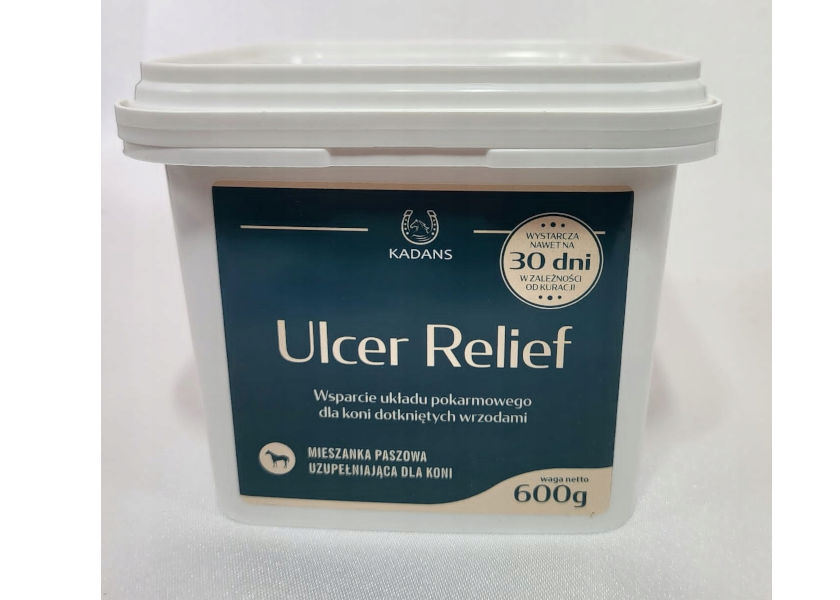 KADANS
WYSTARCZA
NAWET NA
30 dni
W ZALEŻNOŚCI
OD KURACJI
Ulcer Relief
Wsparcie układu pokarmowego
dla koni dotkniętych wrzodami
MIESZANKA PASZOWA
UZUPEŁNIAJĄCA DLA KONI
waga netto
600g